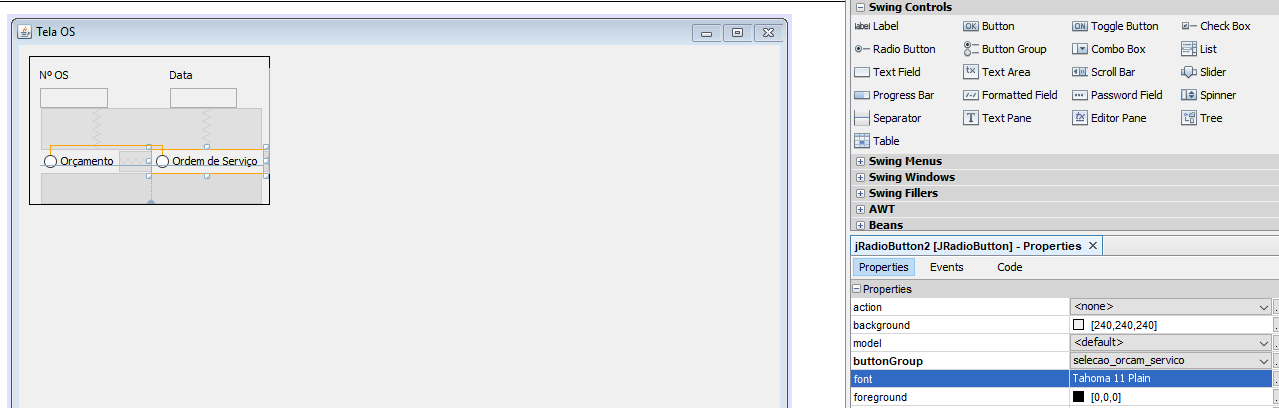 Tela OS
Nº OS Data
Orçamento Ordem de Serviço
Swing Controls
label Label OK Button ON Toggle Button Check Box
Radio Button Button Group Combo Box List
Text Field tx Text Area Scroll Bar Slider
Progress Bar Formatted Field Password Field Spinner
Separator T Text Pane Editor Pane Tree
Table
Swing Menus
Swing Windows
Swing Fillers
AWT
Beans
jRadioButton2 [JRadioButton] - Properties
Properties Events Code
Properties
action <none>
background [240,240,240]
model <default>
buttonGroup selecao_orcam_servico
font Tahoma 11 Plain
foreground [0,0,0]